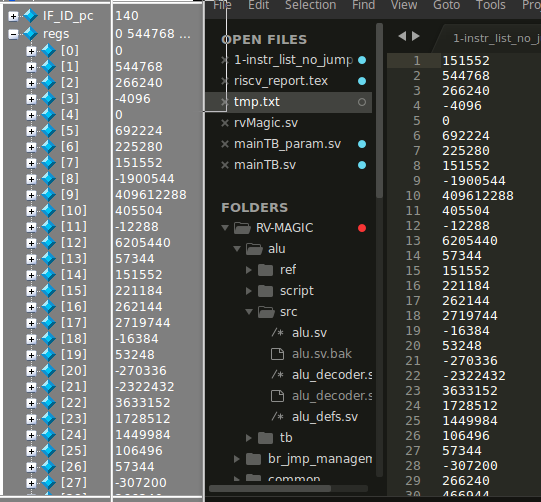 IF_ID_pc 140
regs 0 544768 ...
[0] 0
[1] 544768
[2] 266240
[3] -4096
[4] 0
[5] 692224
[6] 225280
[7] 151552
[8] -1900544
[9] 409612288
[10] 405504
[11] -12288
[12] 6205440
[13] 57344
[14] 151552
[15] 221184
[16] 262144
[17] 2719744
[18] -16384
[19] 53248
[20] -270336
[21] -2322432
[22] 3633152
[23] 1728512
[24] 1449984
[25] 106496
[26] 57344
[27] -307200
File Edit Selection Find View Goto Tools Proj
OPEN FILES
1-instr_list_no_jump
riscv_report.tex
tmp.txt
rvMagic.sv
mainTB_param.sv
mainTB.sv
FOLDERS
RV-MAGIC
alu
ref
script
src
alu.sv
alu.sv.bak
alu_decoder.s
alu_decoder.s
alu_defs.sv
tb
br_jmp_managem
common
1-instr_list_no_j
1 151552
2 544768
3 266240
4 -4096
5 0
6 692224
7 225280
8 151552
9 -1900544
10 409612288
11 405504
12 -12288
13 6205440
14 57344
15 151552
16 221184
17 262144
18 2719744
19 -16384
20 53248
21 -270336
22 -2322432
23 3633152
24 1728512
25 1449984
26 106496
27 57344
28 -307200
29 266240
30 466944